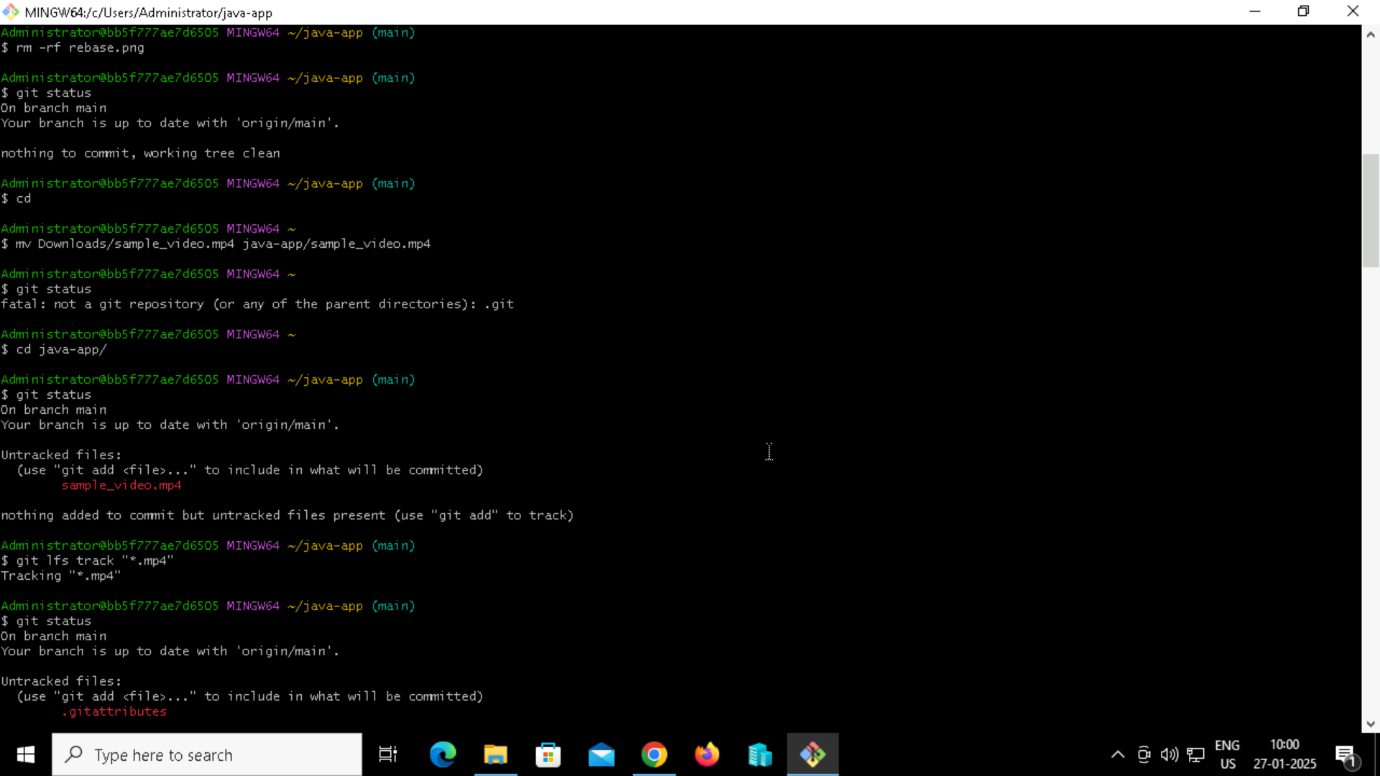 MINGW64:/c/Users/Administrator/java-app
Administrator@bb5f777ae7d6505 MINGW64 ~/java-app (main)
$ rm -rf rebase.png
Administrator@bb5f777ae7d6505 MINGW64 ~/java-app (main)
$ git status
On branch main
Your branch is up to date with 'origin/main'.
nothing to commit, working tree clean
Administrator@bb5f777ae7d6505 MINGW64 ~/java-app (main)
$ cd
Administrator@bb5f777ae7d6505 MINGW64 ~
$ mv Downloads/sample_video.mp4 java-app/sample_video.mp4
Administrator@bb5f777ae7d6505 MINGW64 ~
$ git status
fatal: not a git repository (or any of the parent directories): .git
Administrator@bb5f777ae7d6505 MINGW64 ~
$ cd java-app/
Administrator@bb5f777ae7d6505 MINGW64 ~/java-app (main)
$ git status
On branch main
Your branch is up to date with 'origin/main'.
Untracked files:
(use "git add <file>..." to include in what will be committed)
sample_video.mp4
nothing added to commit but untracked files present (use "git add" to track)
Administrator@bb5f777ae7d6505 MINGW64 ~/java-app (main)
$ git lfs track "*.mp4"
Tracking "*.mp4"
Administrator@bb5f777ae7d6505 MINGW64 ~/java-app (main)
$ git status
On branch main
Your branch is up to date with 'origin/main'.
Untracked files:
(use "git add <file>..." to include in what will be committed)
.gitattributes
Type here to search
ENG
US
10:00
27-01-2025
1